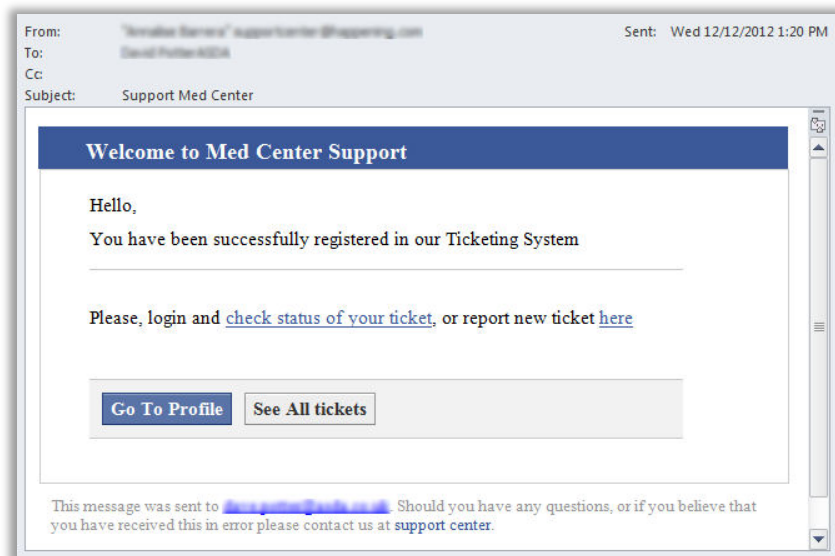 From:
Sent: Wed 12/12/2012 1:20 PM
To:
Cc:
Subject: Support Med Center
Welcome to Med Center Support
Hello,
You have been successfully registered in our Ticketing System
Please, login and check status of your ticket, or report new ticket here
Go To Profile See All tickets
This message was sent to . Should you have any questions, or if you believe that
you have received this in error please contact us at support center.